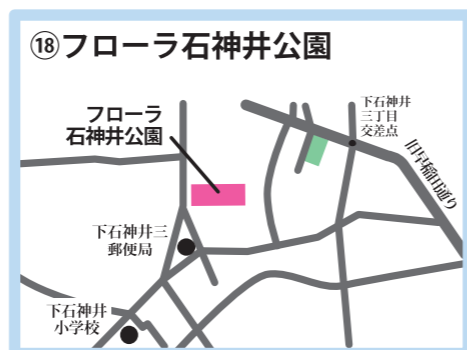 ⑱フローラ石神井公園
フローラ
石神井公園
下石神井
三丁目
交差点
旧早稲田通り
下石神井三
郵便局
下石神井
小学校